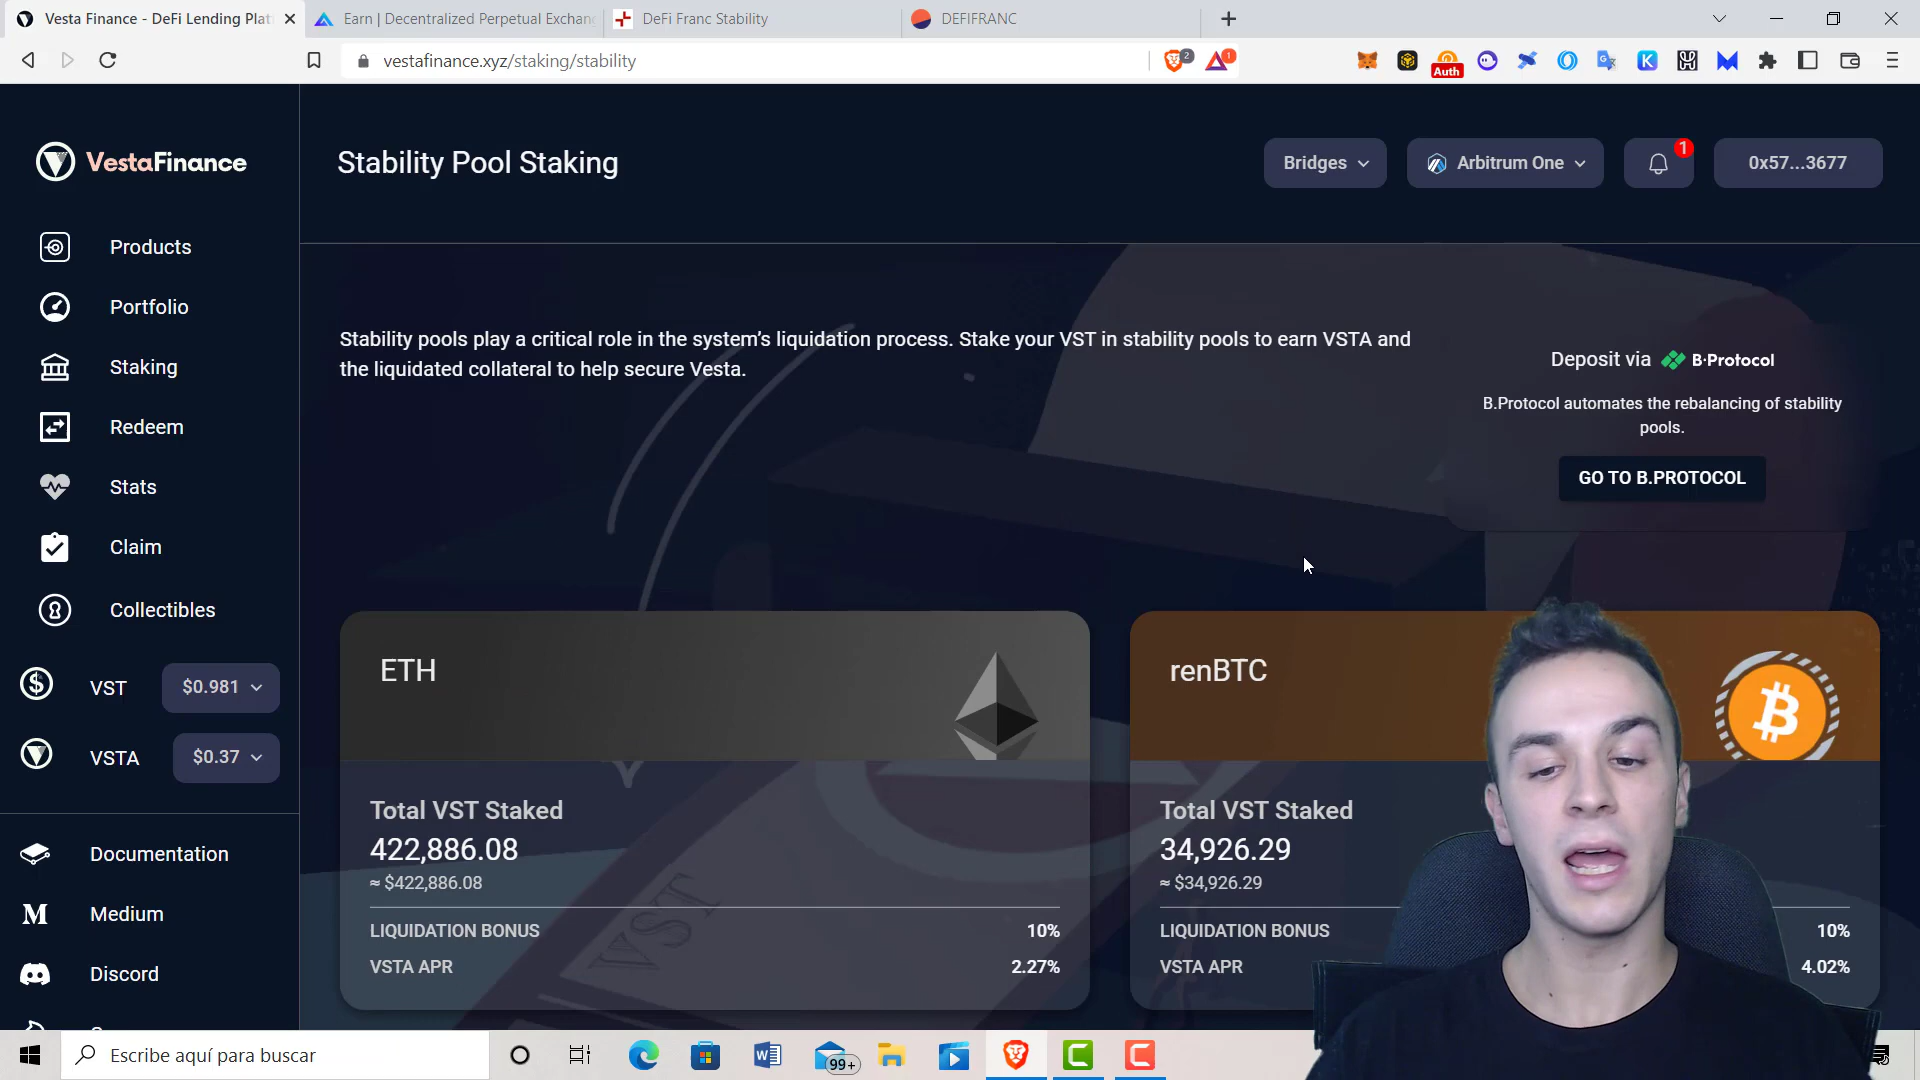 Vesta Finance - DeFi Lending Plat
Earn | Decentralized Perpetual Exchan
DeFi Franc Stability
DEFIFRANC
vestafinance.xyz/staking/stability
2
1
Auth
VestaFinance
Stability Pool Staking
Bridges
Arbitrum One
1
0x57...3677
Products
Portfolio
Staking
Redeem
Stats
Claim
Collectibles
VST
$0.981
VSTA
$0.37
Documentation
Medium
Discord
Stability pools play a critical role in the system's liquidation process. Stake your VST in stability pools to earn VSTA and
the liquidated collateral to help secure Vesta.
Deposit via B·Protocol
B.Protocol automates the rebalancing of stability
pools.
GO TO B.PROTOCOL
ETH
Total VST Staked
422,886.08
≈ $422,886.08
LIQUIDATION BONUS 10%
VSTA APR 2.27%
renBTC
Total VST Staked
34,926.29
≈ $34,926.29
LIQUIDATION BONUS 10%
VSTA APR 4.02%
VST
Escribe aquí para buscar
99+